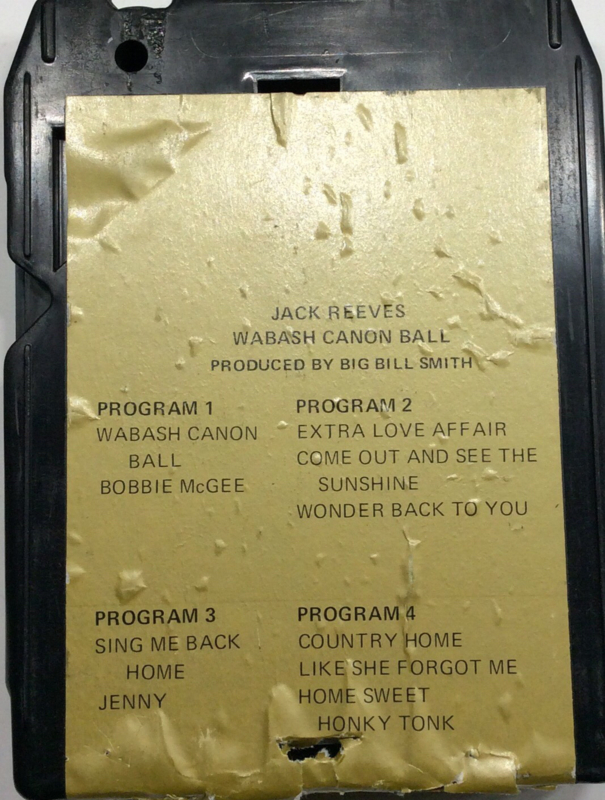 JACK REEVES
WABASH CANON BALL
PRODUCED BY BIG BILL SMITH
PROGRAM 1
WABASH CANON
BALL
BOBBIE McGEE
PROGRAM 2
EXTRA LOVE AFFAIR
COME OUT AND SEE THE
SUNSHINE
WONDER BACK TO YOU
PROGRAM 3
SING ME BACK
HOME
JENNY
PROGRAM 4
COUNTRY HOME
LIKE SHE FORGOT ME
HOME SWEET
HONKY TONK